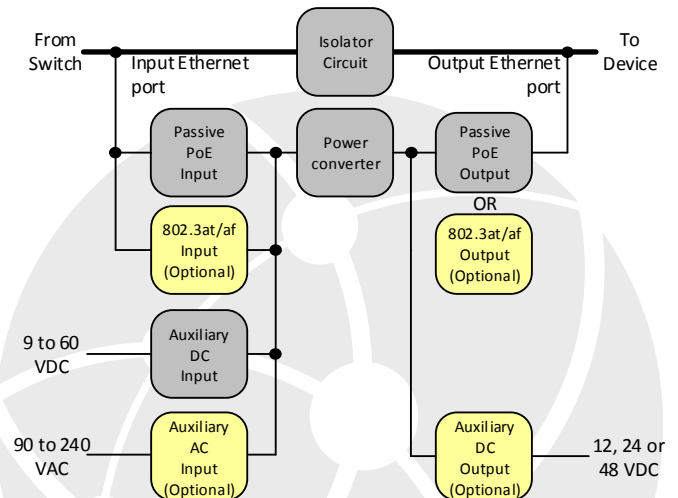 From
Switch
Input Ethernet
port
Isolator
Circuit
Output Ethernet
port
To
Device
Passive
PoE
Input
Power
converter
Passive
PoE
Output
OR
802.3at/af
Input
(Optional)
802.3at/af
Output
(Optional)
9 to 60
VDC
Auxiliary
DC
Input
90 to 240
VAC
Auxiliary
AC
Input
(Optional)
Auxiliary
DC
Output
(Optional)
12, 24 or
48 VDC